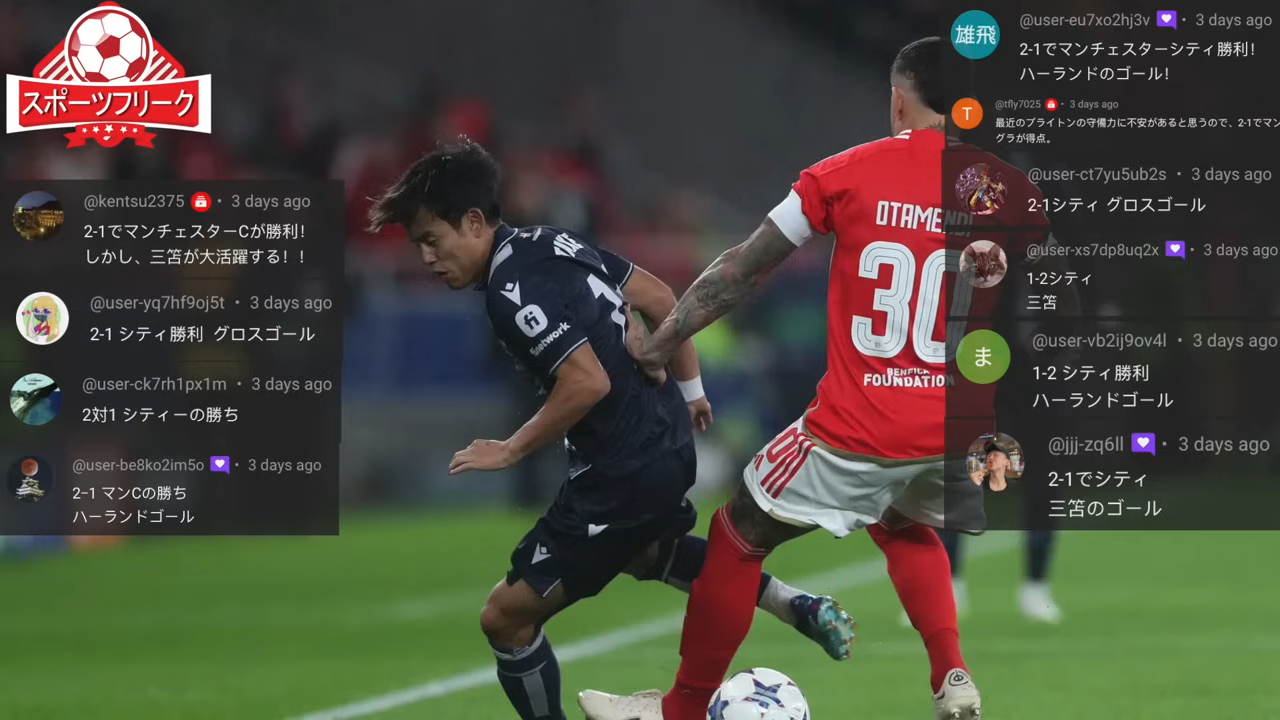 スポーツフリーク
@kentsu2375 • 3 days ago
2-1でマンチェスターCが勝利!
しかし、三笘が大活躍する！！
@user-yq7hf9oj5t • 3 days ago
2-1 シティ勝利 グロスゴール
@user-ck7rh1px1m • 3 days ago
2対1 シティーの勝ち
@user-be8ko2im5o • 3 days ago
2-1 マンCの勝ち
ハーランドゴール
fi
finetwork
OTAMENDI
30
BENFICA
FOUNDATION
雄飛
@user-eu7xo2hj3v • 3 days ago
2-1でマンチェスターシティ勝利!
ハーランドのゴール!
T
@tfly7025 • 3 days ago
最近のブライトンの守備力に不安があると思うので、2-1でマン
グラが得点。
@user-ct7yu5ub2s • 3 days ago
2-1シティ グロスゴール
@user-xs7dp8uq2x • 3 days ago
1-2シティ
三笘
ま
@user-vb2ij9ov4l • 3 days ago
1-2 シティ勝利
ハーランドゴール
@jjj-zq6ll • 3 days ago
2-1でシティ
三笘のゴール